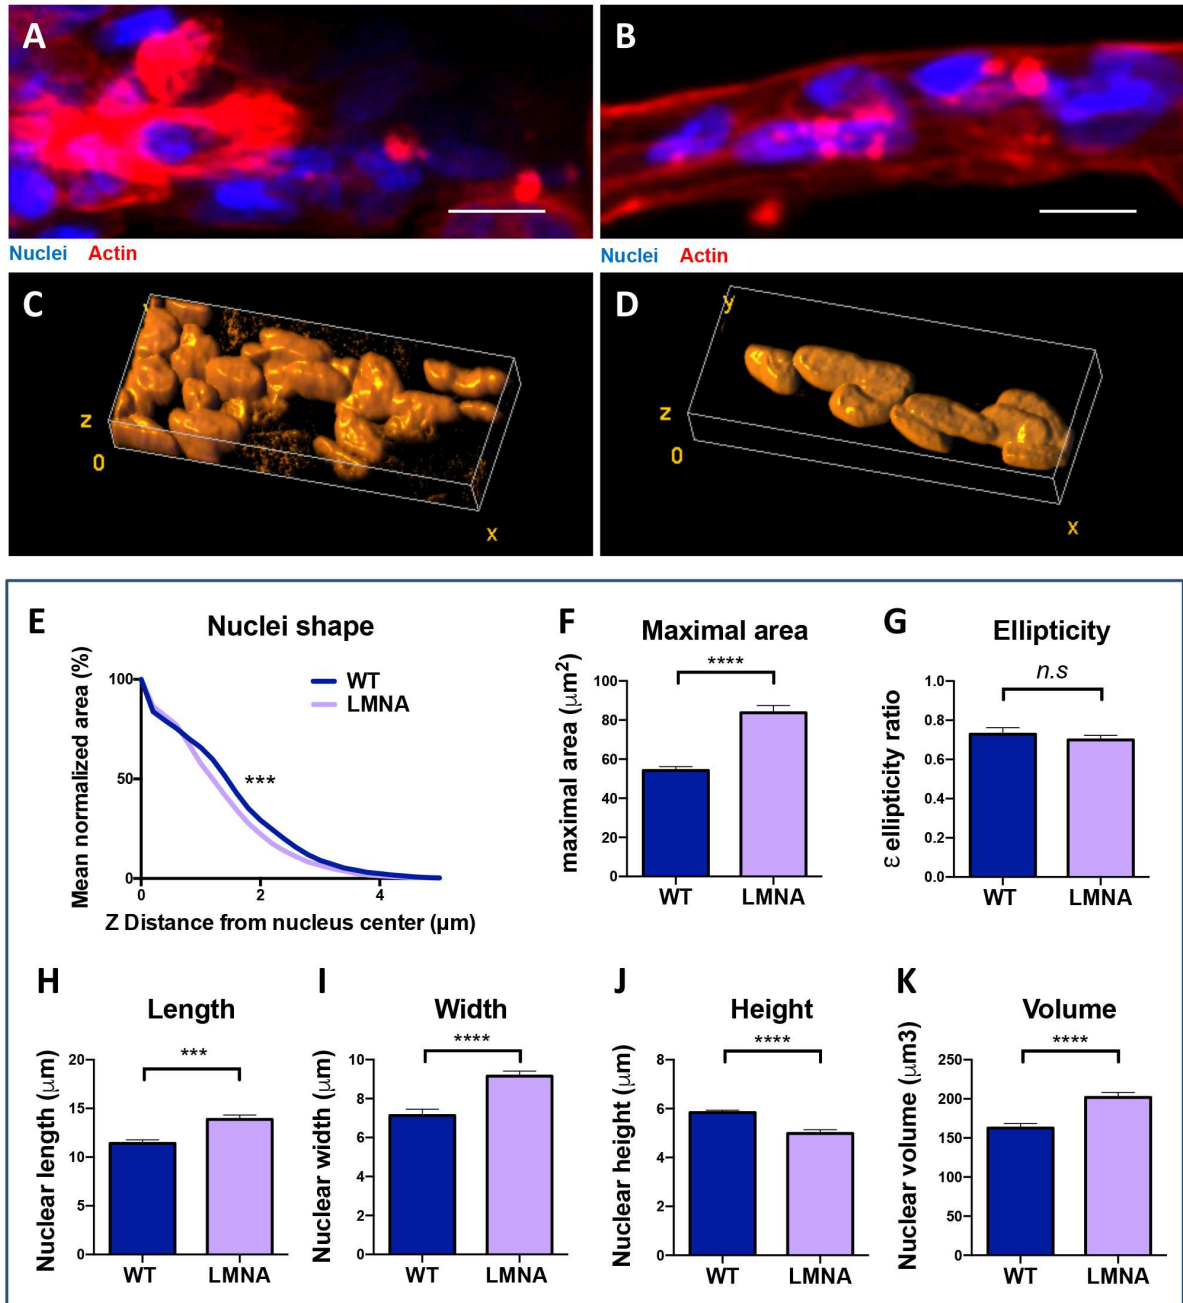 A
B
Nuclei Actin
Nuclei Actin
C
y
z
0
x
D
y
z
0
x
E
Nuclei shape
Mean normalized area (%)
100
50
0
0
2
4
WT
LMNA
***
Z Distance from nucleus center (μm)
F
Maximal area
maximal area (μm²)
****
100
80
60
40
20
0
WT
LMNA
G
Ellipticity
ε ellipticity ratio
n.s
1.0
0.8
0.6
0.4
0.2
0.0
WT
LMNA
H
Length
Nuclear length (μm)
***
20
15
10
5
0
WT
LMNA
I
Width
Nuclear width (μm)
****
10
8
6
4
2
0
WT
LMNA
J
Height
Nuclear height (μm)
****
8
6
4
2
0
WT
LMNA
K
Volume
Nuclear volume (μm3)
****
250
200
150
100
50
0
WT
LMNA